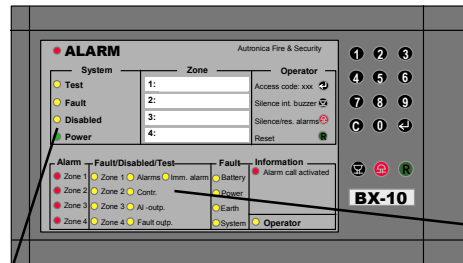 ALARM
Autronica Fire & Security
System
Zone
Operator
Test
Fault
Disabled
Power
1:
2:
3:
4:
Access code: xxx
Silence int. buzzer
Silence/res. alarms
Reset R
1 2 3
4 5 6
7 8 9
C 0
R
BX-10
Alarm
Fault/Disabled/Test
Fault
Information
Zone 1 Zone 1 Alarms Imm. alarm Battery Alarm call activated
Zone 2 Zone 2 Contr. Power
Zone 3 Zone 3 Al -outp. Earth
Zone 4 Zone 4 Fault outp. System Operator